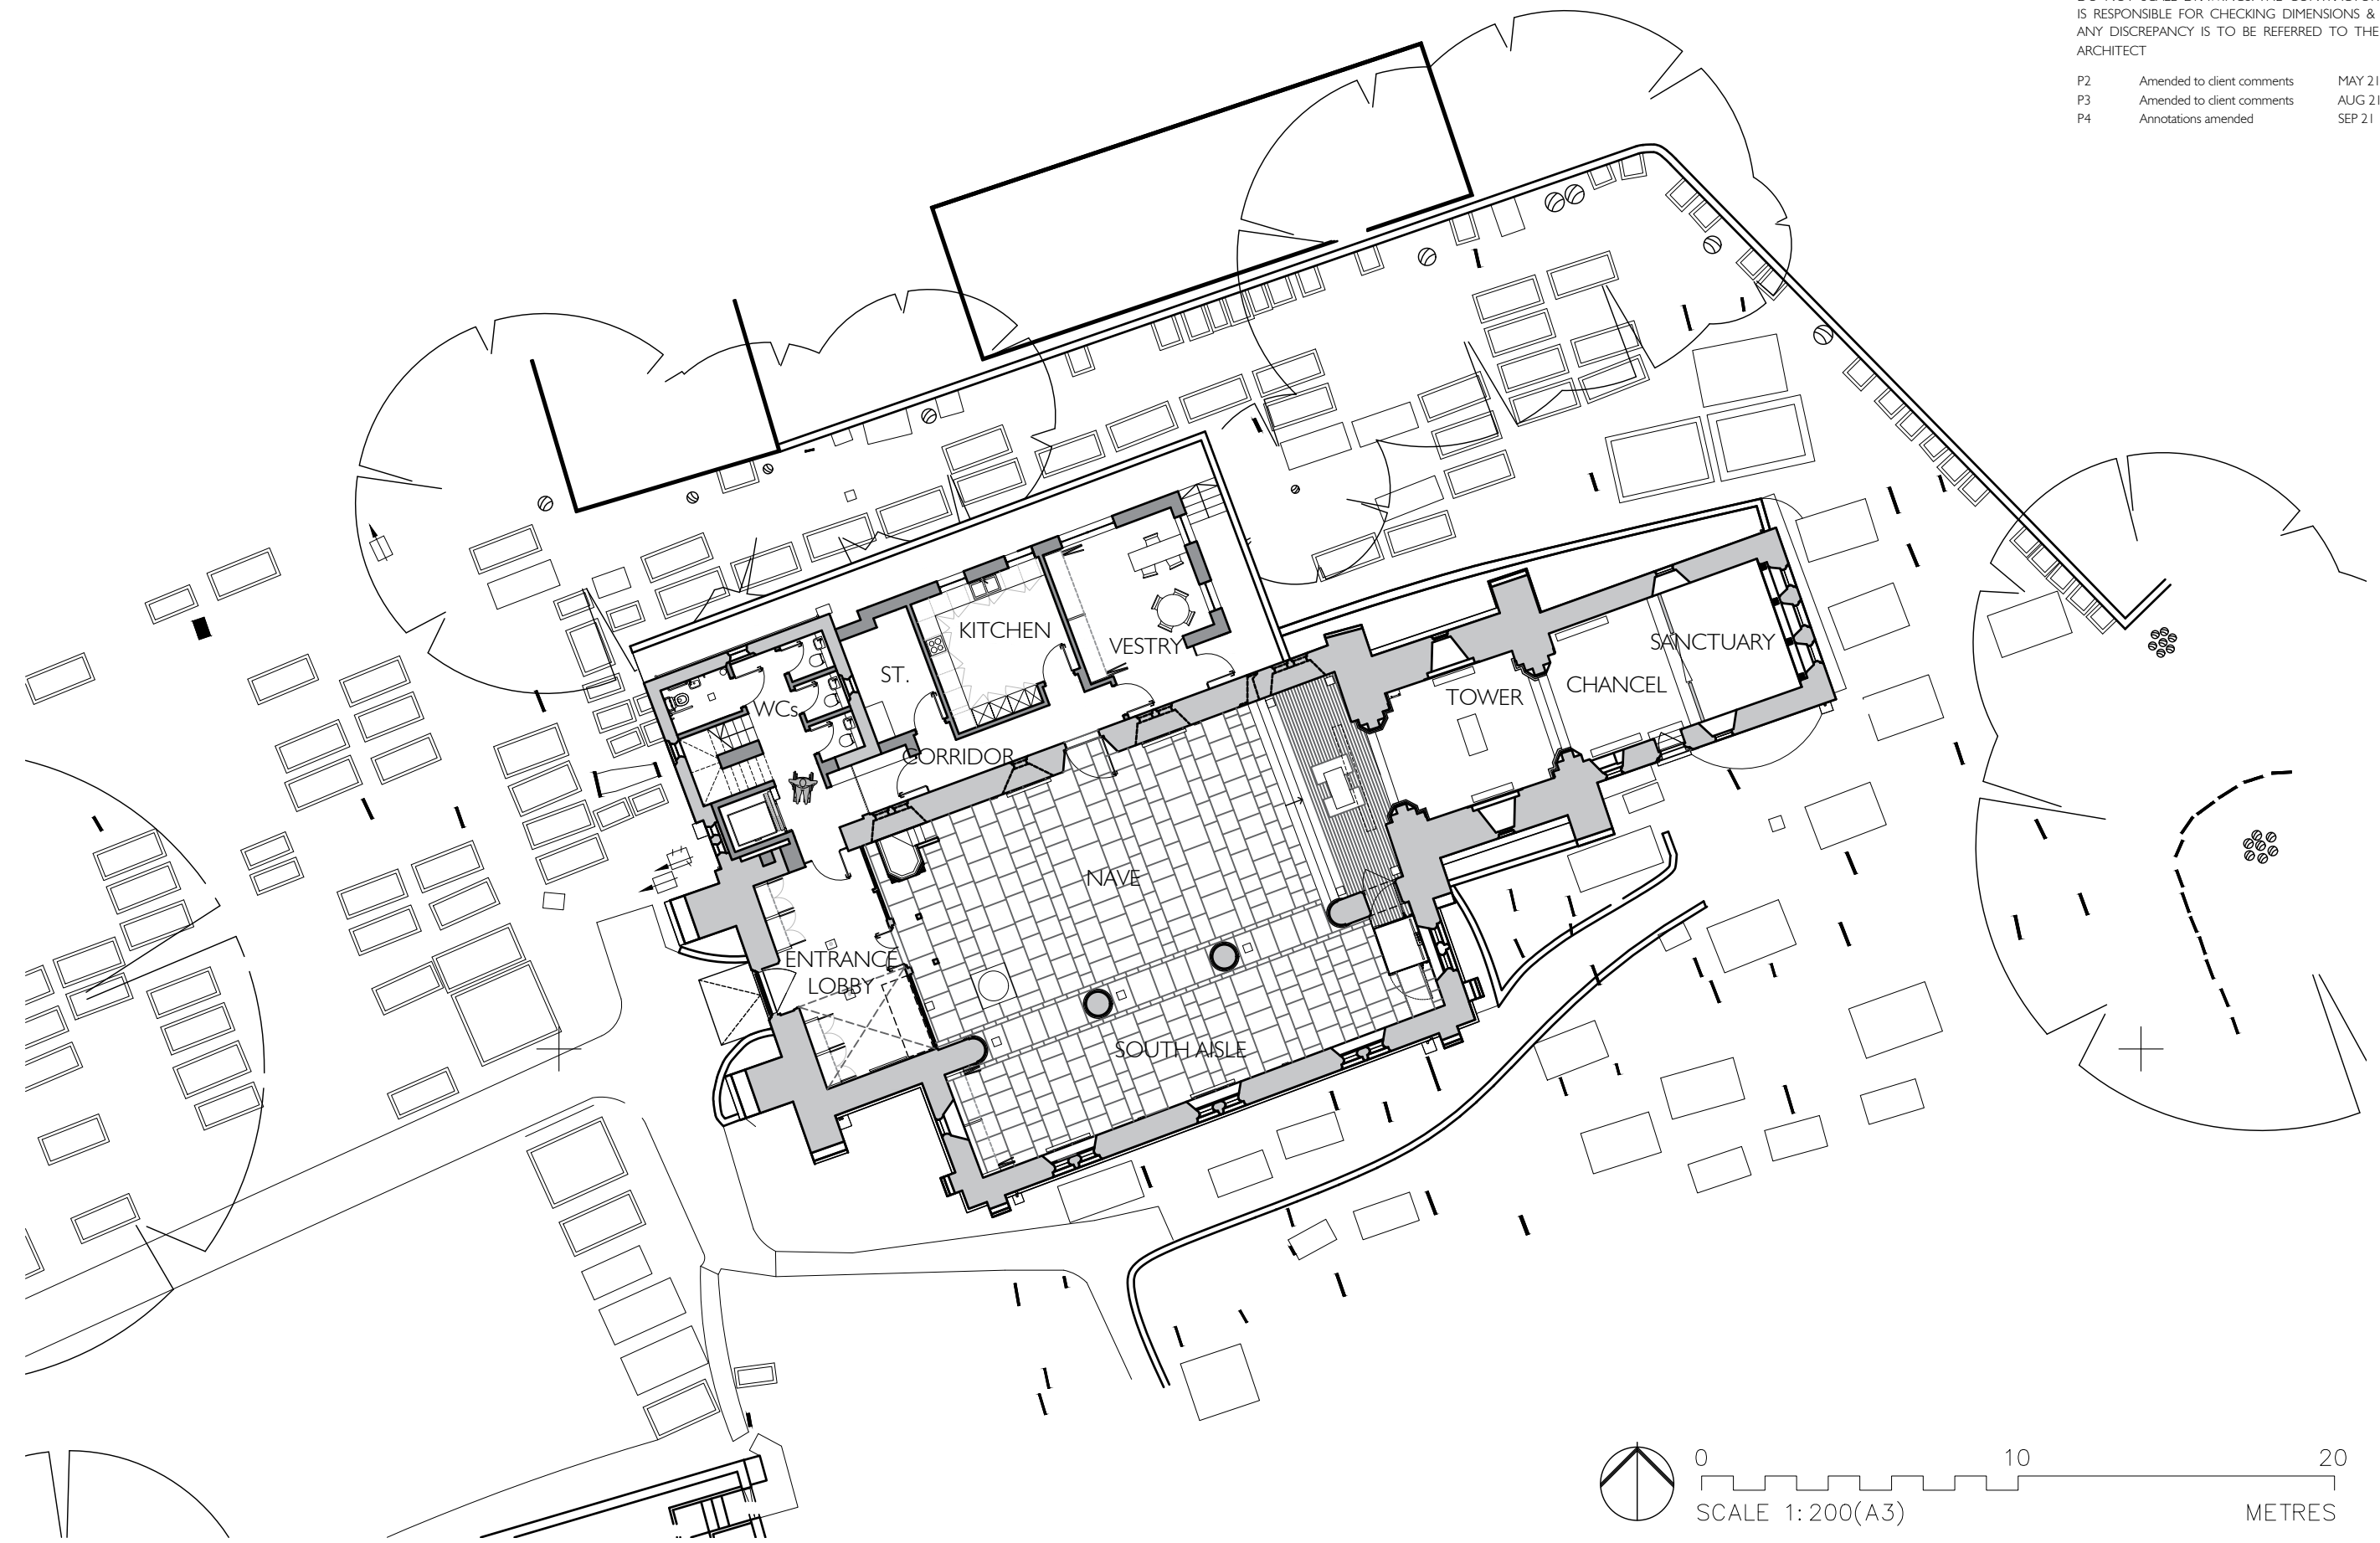 IS RESPONSIBLE FOR CHECKING DIMENSIONS &
ANY DISCREPANCY IS TO BE REFERRED TO THE
ARCHITECT
P2 Amended to client comments MAY 21
P3 Amended to client comments AUG 21
P4 Annotations amended SEP 21
KITCHEN
VESTRY
SANCTUARY
ST.
CHANCEL
TOWER
WCs
CORRIDOR
NAVE
ENTRANCE
LOBBY
SOUTH AISLE
0 10 20
SCALE 1:200(A3) METRES